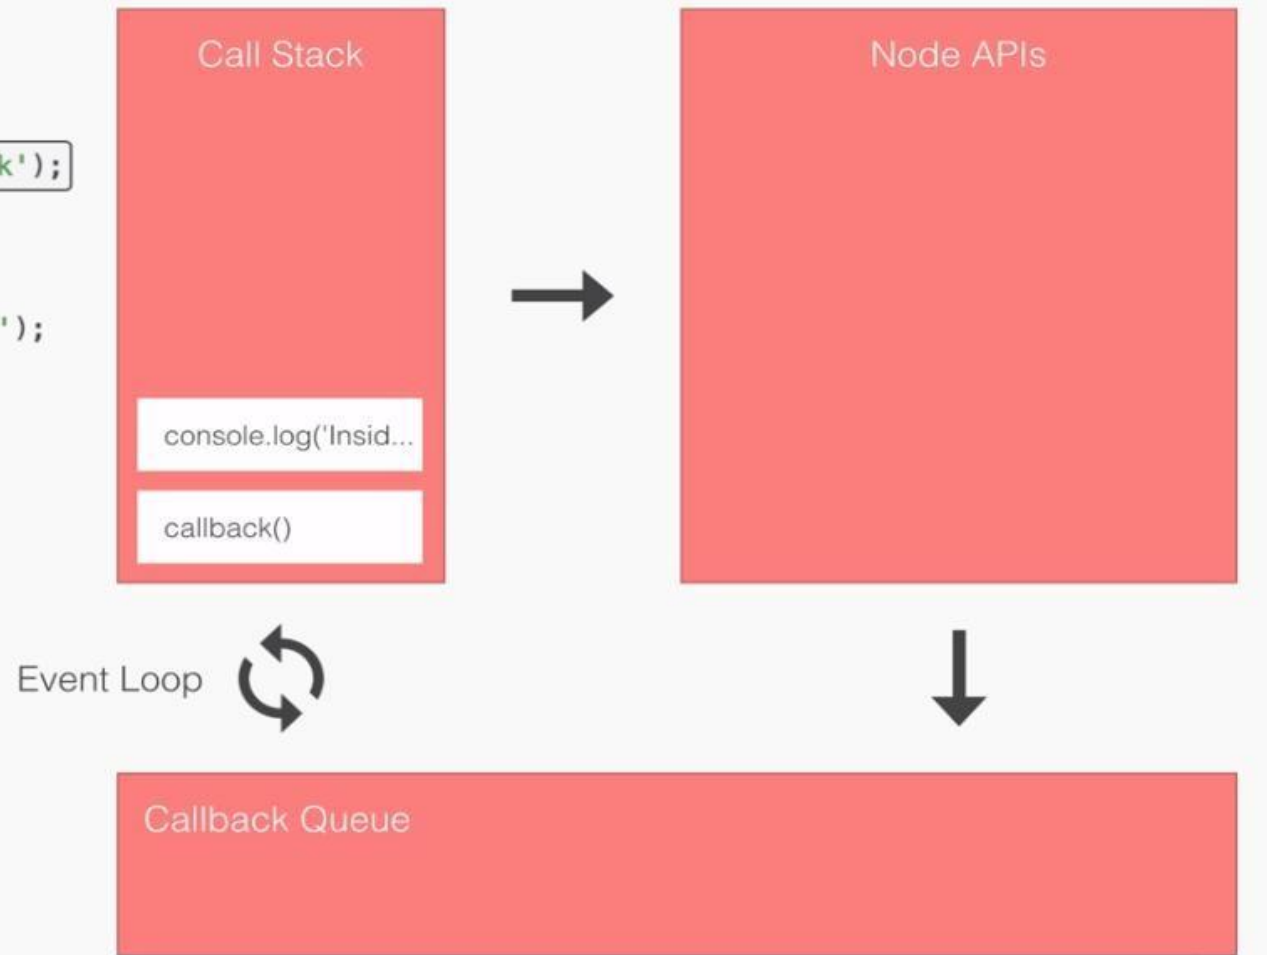 Call Stack
Node APIs
k');
');
console.log('Insid...
callback()
Event Loop
Callback Queue